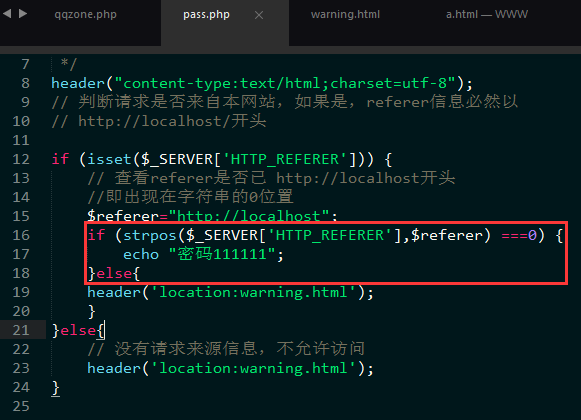 qqzone.php pass.php × warning.html a.html — WWW
7 */
8 header("content-type:text/html;charset=utf-8");
9 // 判断请求是否来自本网站，如果是，referer信息必然以
10 // http://localhost/开头
11
12 if (isset($_SERVER['HTTP_REFERER'])) {
13 // 查看referer是否已 http://localhost开头
14 //即出现在字符串的0位置
15 $referer="http://localhost";
16 if (strpos($_SERVER['HTTP_REFERER'],$referer) ===0) {
17 echo "密码111111";
18 }else{
19 header('location:warning.html');
20 }
21 }else{
22 // 没有请求来源信息，不允许访问
23 header('location:warning.html');
24 }
25